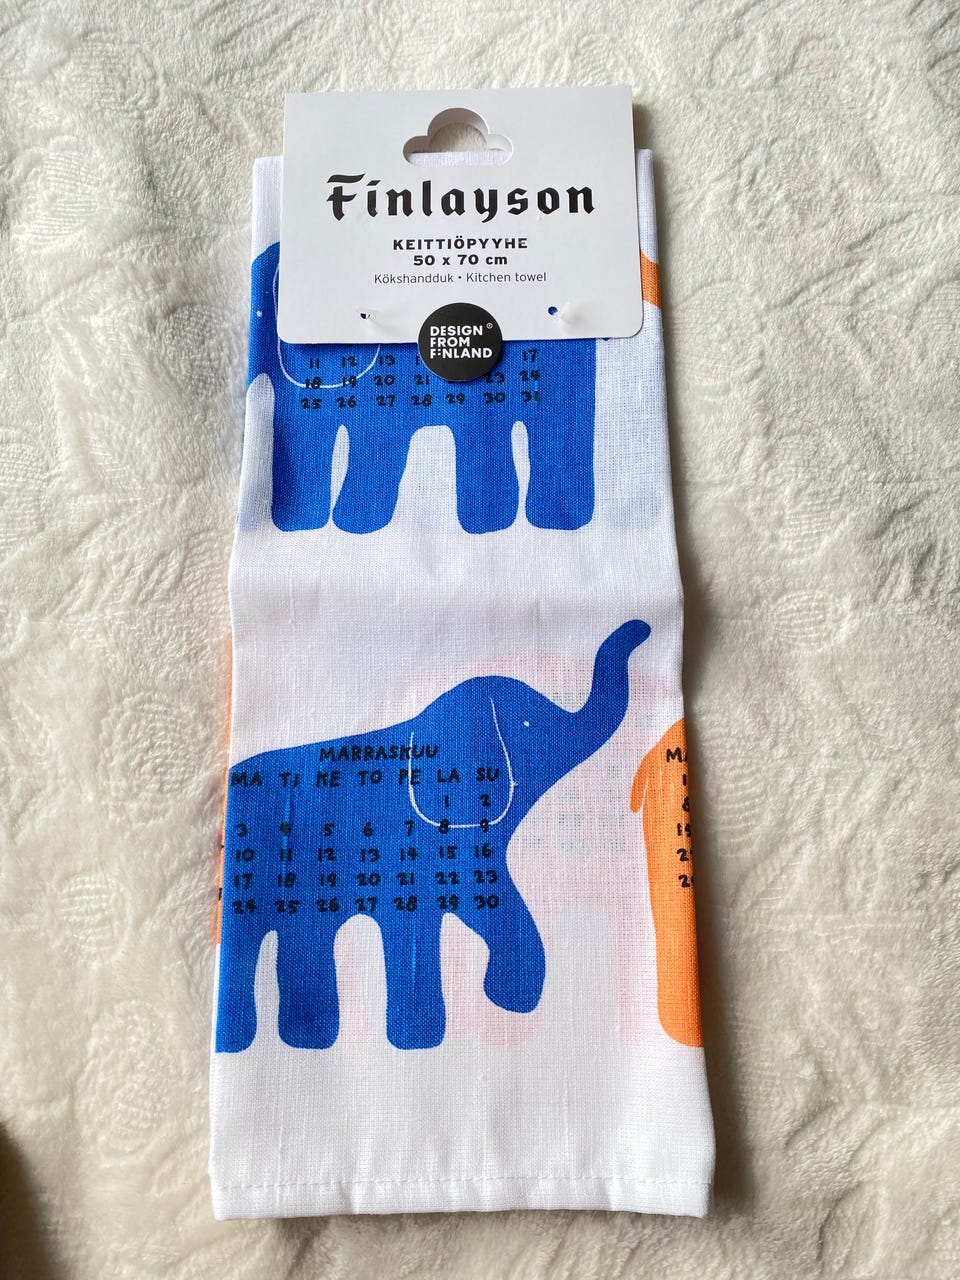 Finlayson
KEITTIÖPYYHE
50 x 70 cm
Kökshandduk • Kitchen towel
DESIGN ®
FROM
FINLAND
11 12 13 17
18 19 20 21 23 24
25 26 27 28 29 30 31
MARRASKUU
MA TI KE TO PE LA SU
1 2
3 4 5 6 7 8 9
10 11 12 13 14 15 16
17 18 19 20 21 22 23
24 25 26 27 28 29 30